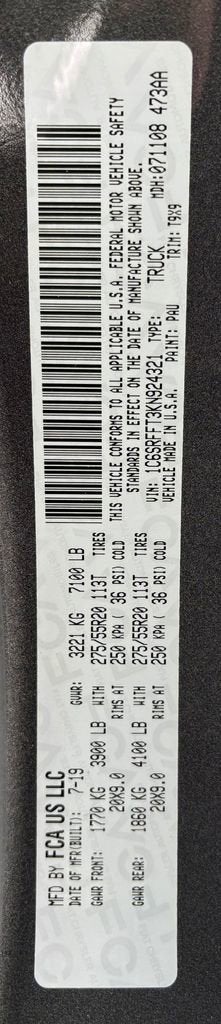 MFD BY FCA US LLC
DATE OF MFR(BUILT): 7-19 GVWR: 3221 KG 7100 LB
GAWR FRONT: 1770 KG 3900 LB WITH 275/55R20 113T TIRES
20X9.0 RIMS AT 250 KPA ( 36 PSI) COLD
GAWR REAR: 1860 KG 4100 LB WITH 275/55R20 113T TIRES
20X9.0 RIMS AT 250 KPA ( 36 PSI) COLD
THIS VEHICLE CONFORMS TO ALL APPLICABLE U.S.A. FEDERAL MOTOR VEHICLE SAFETY
STANDARDS IN EFFECT ON THE DATE OF MANUFACTURE SHOWN ABOVE.
VIN: 1C6SRFFT3KN924321 TYPE: TRUCK MDH:071108 473AA
VEHICLE MADE IN U.S.A. PAINT: PAU TRIM: T9X9